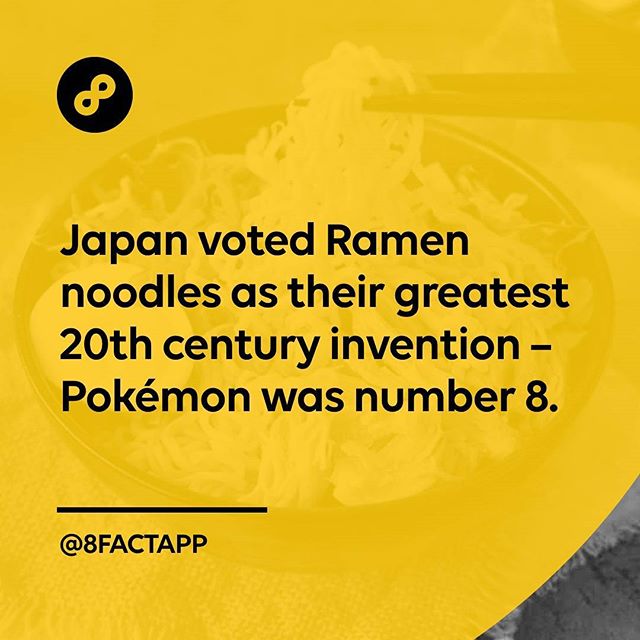 Japan voted Ramen
noodles as their greatest
20th century invention –
Pokémon was number 8.
@8FACTAPP